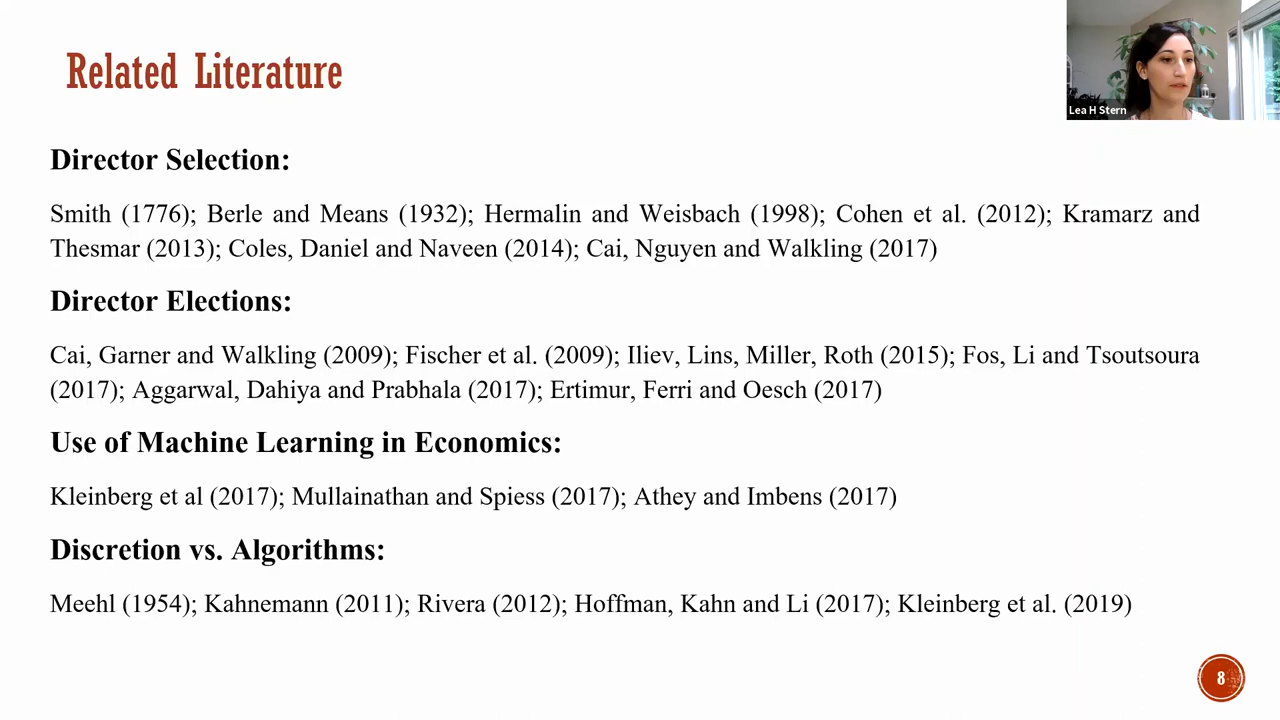 Related Literature
Lea H Stern
Director Selection:
Smith (1776); Berle and Means (1932); Hermalin and Weisbach (1998); Cohen et al. (2012); Kramarz and
Thesmar (2013); Coles, Daniel and Naveen (2014); Cai, Nguyen and Walkling (2017)
Director Elections:
Cai, Garner and Walkling (2009); Fischer et al. (2009); Iliev, Lins, Miller, Roth (2015); Fos, Li and Tsoutsoura
(2017); Aggarwal, Dahiya and Prabhala (2017); Ertimur, Ferri and Oesch (2017)
Use of Machine Learning in Economics:
Kleinberg et al (2017); Mullainathan and Spiess (2017); Athey and Imbens (2017)
Discretion vs. Algorithms:
Meehl (1954); Kahnemann (2011); Rivera (2012); Hoffman, Kahn and Li (2017); Kleinberg et al. (2019)
8